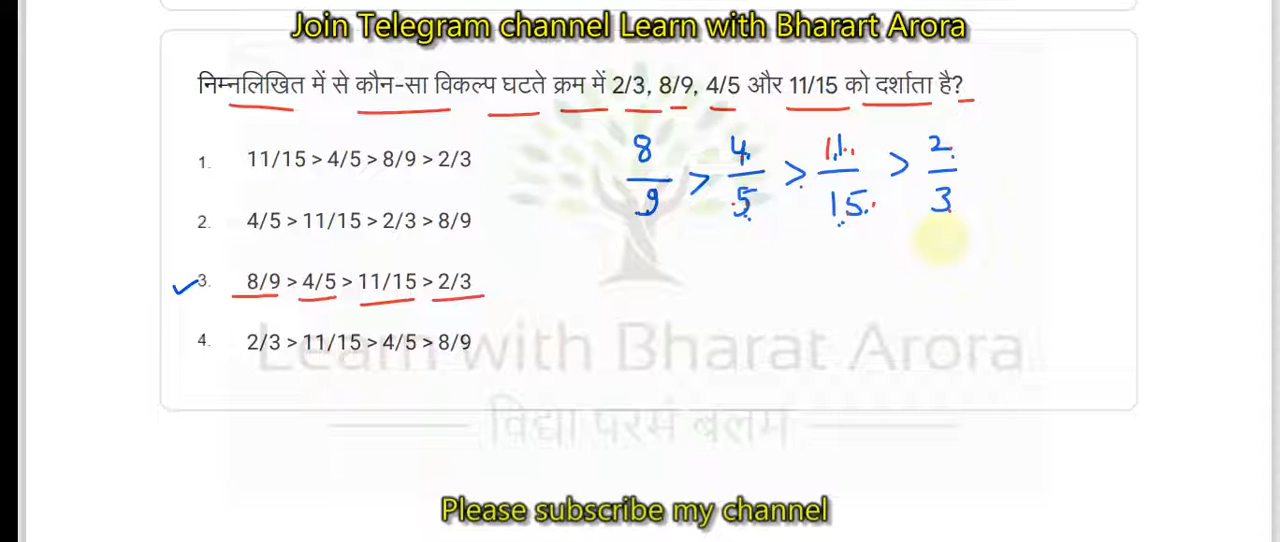 Join Telegram channel Learn with Bharart Arora
निम्नलिखित में से कौन-सा विकल्प घटते क्रम में 2/3, 8/9, 4/5 और 11/15 को दर्शाता है?
8/9 > 4/5 > 11/15 > 2/3
1. 11/15 > 4/5 > 8/9 > 2/3
2. 4/5 > 11/15 > 2/3 > 8/9
3. 8/9 > 4/5 > 11/15 > 2/3
4. 2/3 > 11/15 > 4/5 > 8/9
Learn with Bharat Arora
विद्या परमं बलम
Please subscribe my channel